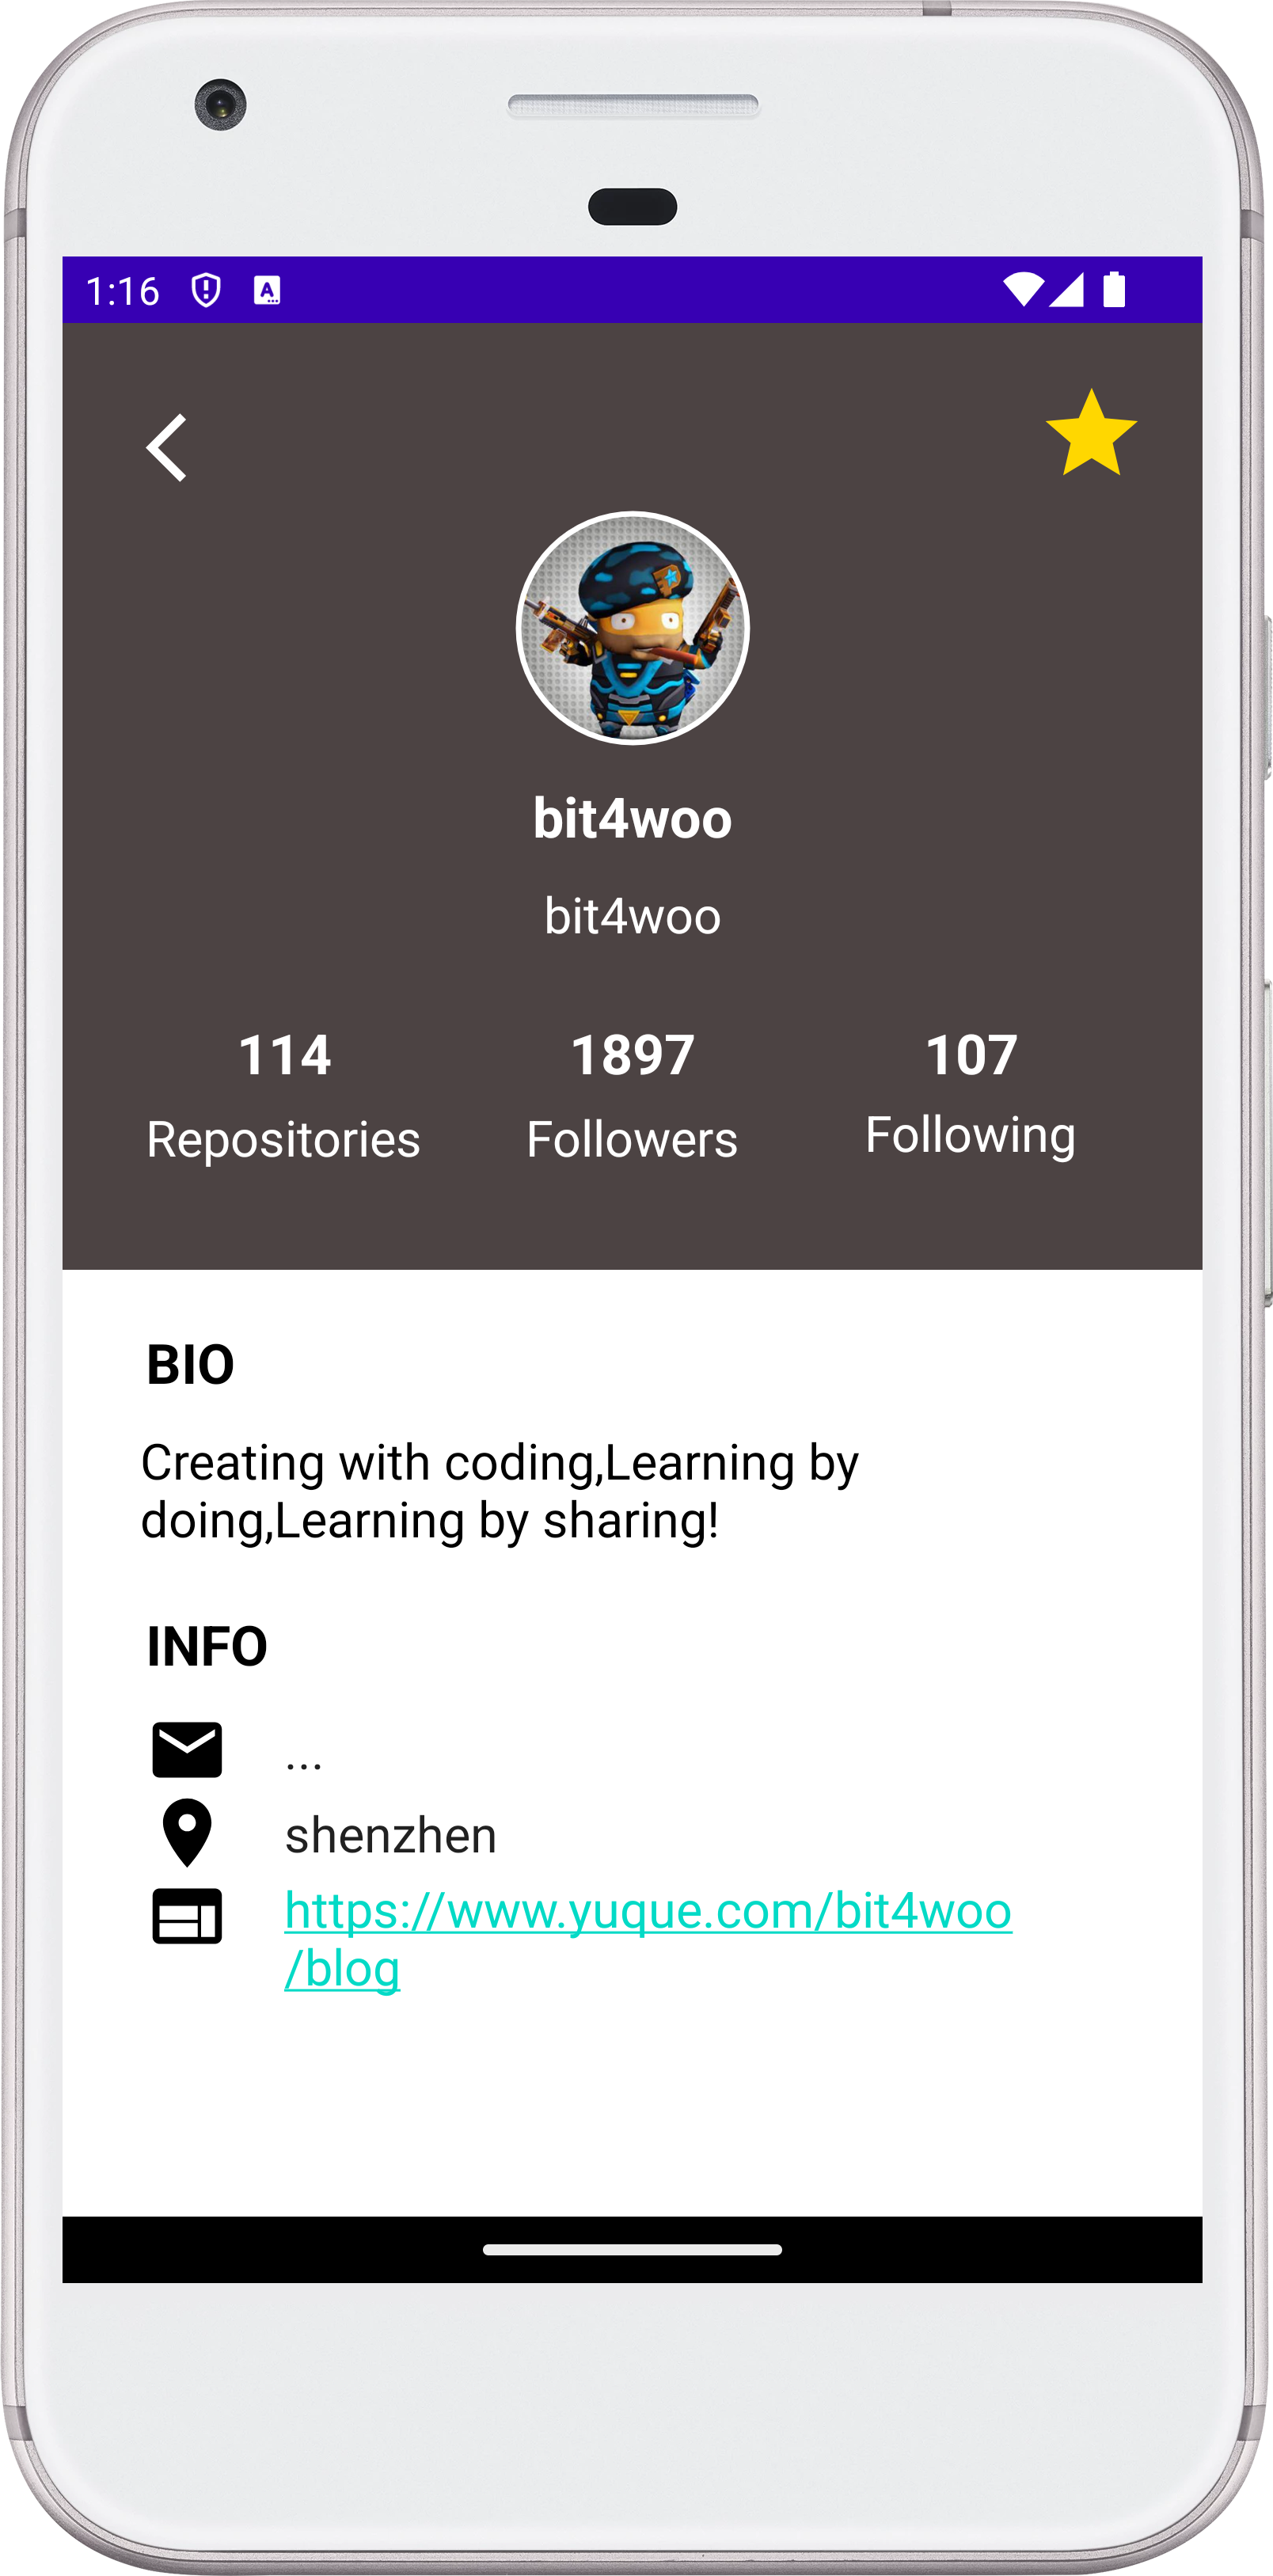 1:16
bit4woo
bit4woo
114 1897 107
Repositories Followers Following
BIO
Creating with coding,Learning by
doing,Learning by sharing!
INFO
...
shenzhen
https://www.yuque.com/bit4woo
/blog